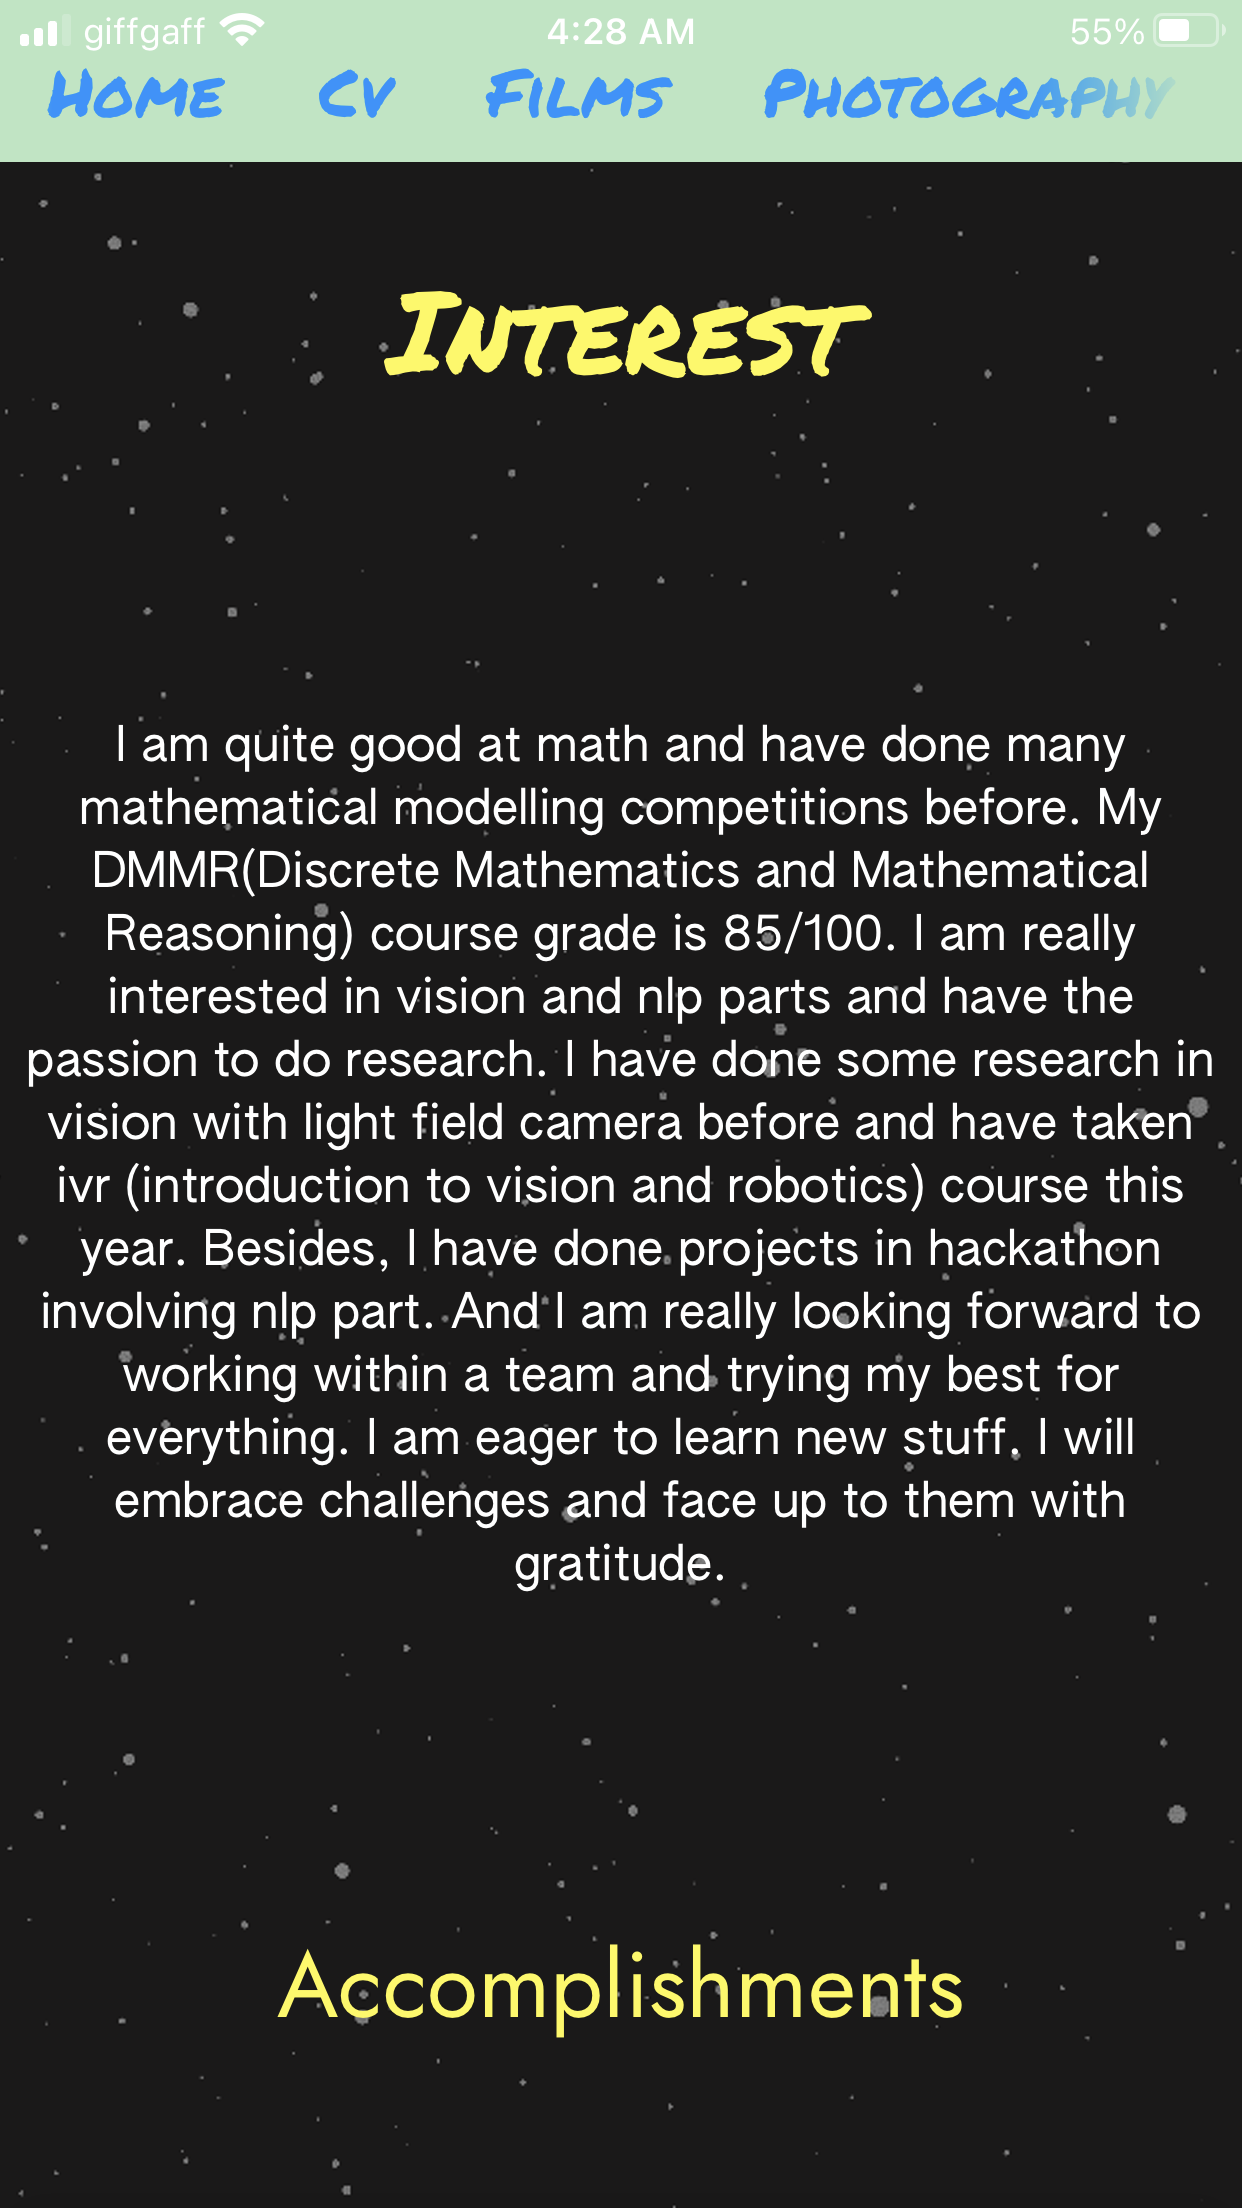 giffgaff 4:28 AM 55%
Home Cv Films Photography
Interest
I am quite good at math and have done many
mathematical modelling competitions before. My
DMMR(Discrete Mathematics and Mathematical
Reasoning) course grade is 85/100. I am really
interested in vision and nlp parts and have the
passion to do research. I have done some research in
vision with light field camera before and have taken
ivr (introduction to vision and robotics) course this
year. Besides, I have done projects in hackathon
involving nlp part. And I am really looking forward to
working within a team and trying my best for
everything. I am eager to learn new stuff. I will
embrace challenges and face up to them with
gratitude.
Accomplishments